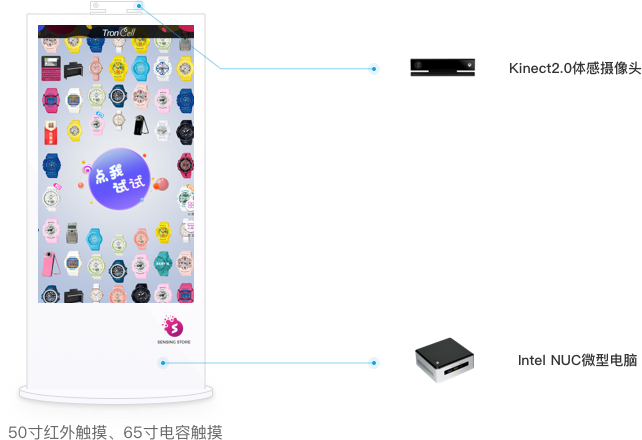 TronCell
Kinect2.0体感摄像头
点我
试试
SENSING STORE
Intel NUC微型电脑
50寸红外触摸、65寸电容触摸